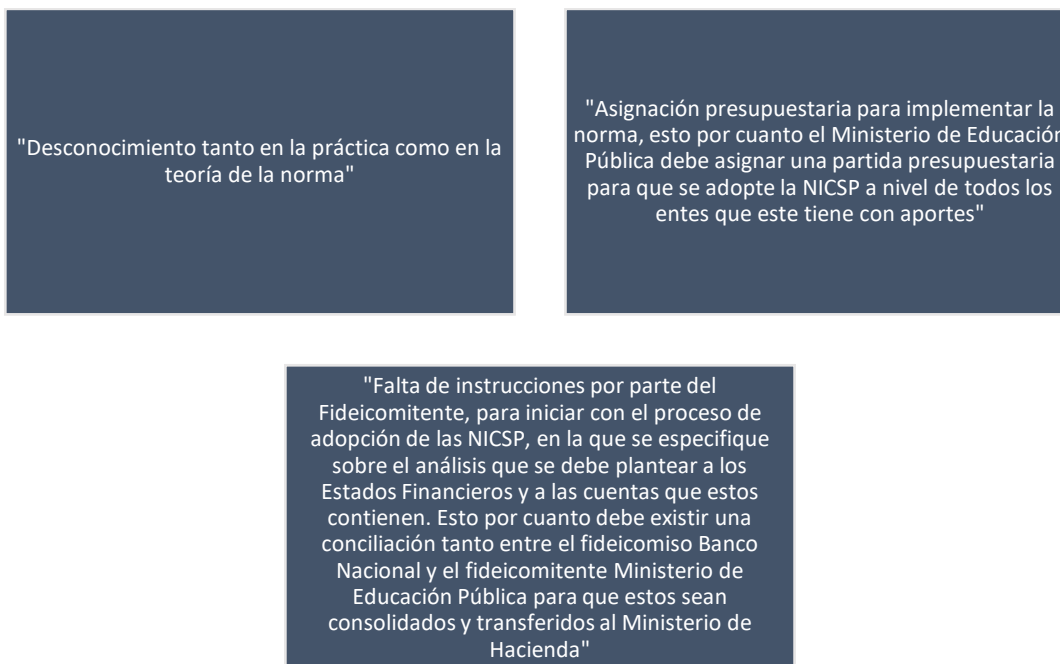 "Desconocimiento tanto en la práctica como en la
teoría de la norma"
"Asignación presupuestaria para implementar la
norma, esto por cuanto el Ministerio de Educación
Pública debe asignar una partida presupuestaria
para que se adopte la NICSP a nivel de todos los
entes que este tiene con aportes"
"Falta de instrucciones por parte del
Fideicomitente, para iniciar con el proceso de
adopción de las NICSP, en la que se especifique
sobre el análisis que se debe plantear a los
Estados Financieros y a las cuentas que estos
contienen. Esto por cuanto debe existir una
conciliación tanto entre el fideicomiso Banco
Nacional y el fideicomitente Ministerio de
Educación Pública para que estos sean
consolidados y transferidos al Ministerio de
Hacienda"